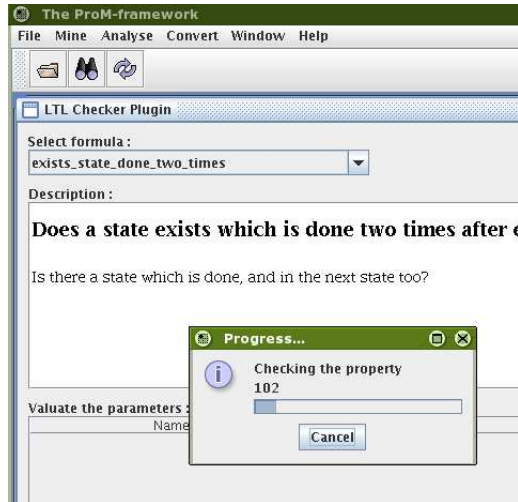 The ProM-framework
File Mine Analyse Convert Window Help
LTL Checker Plugin
Select formula :
exists_state_done_two_times
Description :
Does a state exists which is done two times after
Is there a state which is done, and in the next state too?
Progress...
Checking the property
102
Cancel
Valuate the parameters :
Name